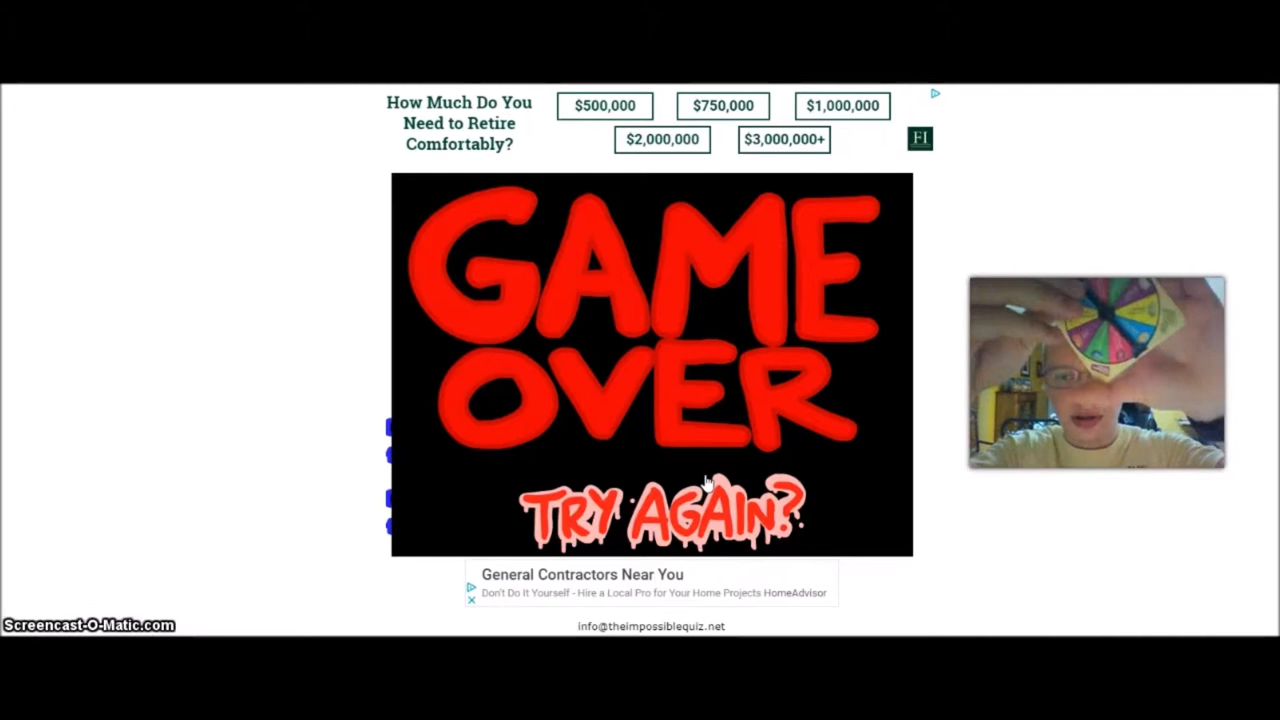 How Much Do You
Need to Retire
Comfortably?
$500,000
$750,000
$1,000,000
$2,000,000
$3,000,000+
FI
GAME
OVER
TRY AGAIN?
General Contractors Near You
Don't Do It Yourself - Hire a Local Pro for Your Home Projects HomeAdvisor
info@theimpossiblequiz.net
Screencast-O-Matic.com